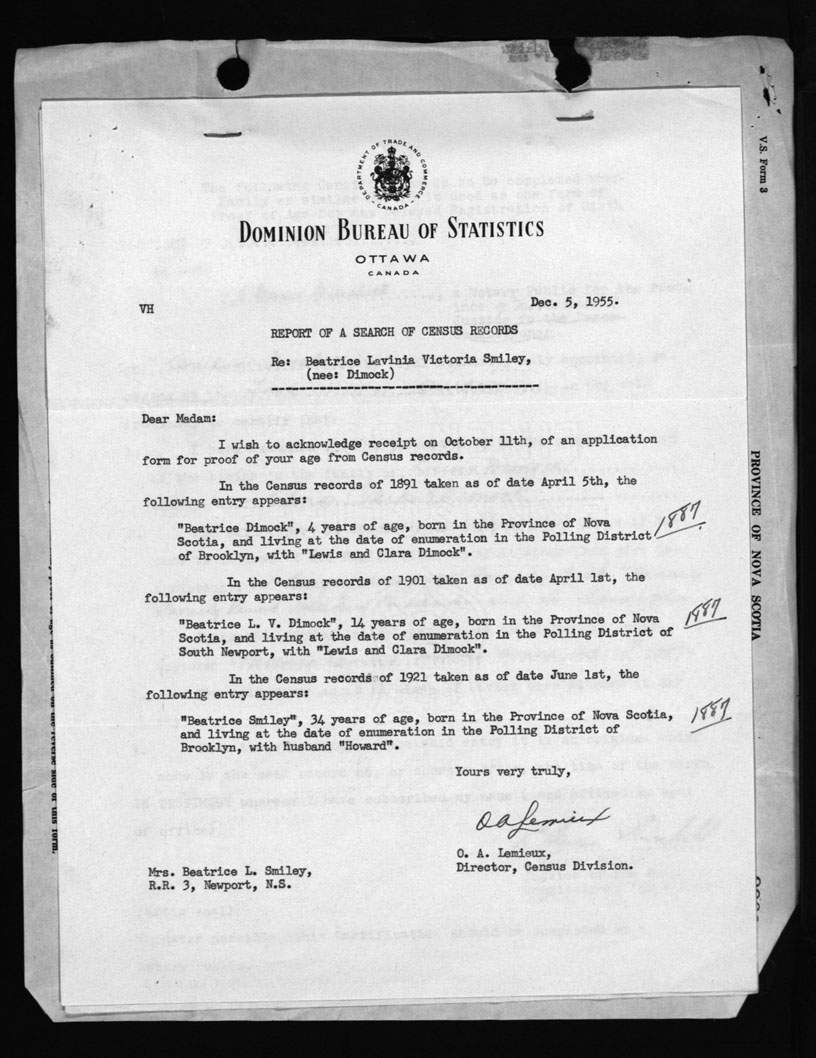 DEPARTMENT OF TRADE AND COMMERCE
CANADA
DOMINION BUREAU OF STATISTICS
OTTAWA
CANADA
V.S. Form 3
VH
Dec. 5, 1955.
REPORT OF A SEARCH OF CENSUS RECORDS
Re: Beatrice Lavinia Victoria Smiley,
(nee: Dimock)
Dear Madam:
I wish to acknowledge receipt on October 11th, of an application
form for proof of your age from Census records.
In the Census records of 1891 taken as of date April 5th, the
following entry appears:
"Beatrice Dimock", 4 years of age, born in the Province of Nova
Scotia, and living at the date of enumeration in the Polling District
of Brooklyn, with "Lewis and Clara Dimock".
1887
In the Census records of 1901 taken as of date April 1st, the
following entry appears:
"Beatrice L. V. Dimock", 14 years of age, born in the Province of Nova
Scotia, and living at the date of enumeration in the Polling District of
South Newport, with "Lewis and Clara Dimock".
1887
In the Census records of 1921 taken as of date June 1st, the
following entry appears:
"Beatrice Smiley", 34 years of age, born in the Province of Nova Scotia,
and living at the date of enumeration in the Polling District of
Brooklyn, with husband "Howard".
1887
Yours very truly,
O A Lemieux
O. A. Lemieux,
Director, Census Division.
Mrs. Beatrice L. Smiley,
R.R. 3, Newport, N.S.
PROVINCE OF NOVA SCOTIA